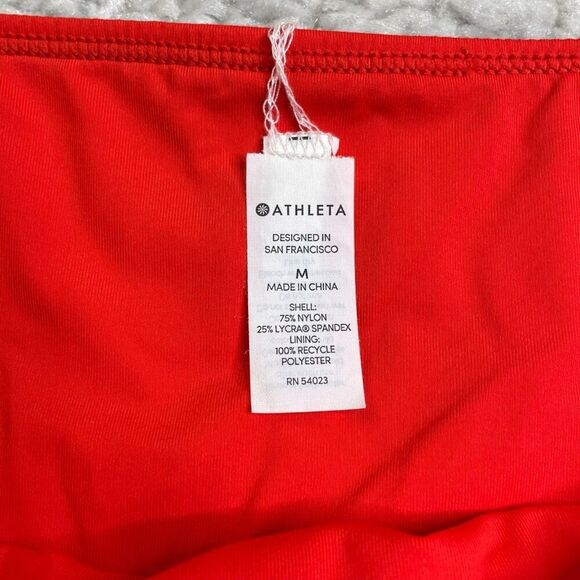 ATHLETA
DESIGNED IN
SAN FRANCISCO
M
MADE IN CHINA
SHELL:
75% NYLON
25% LYCRA® SPANDEX
LINING:
100% RECYCLE
POLYESTER
RN 54023